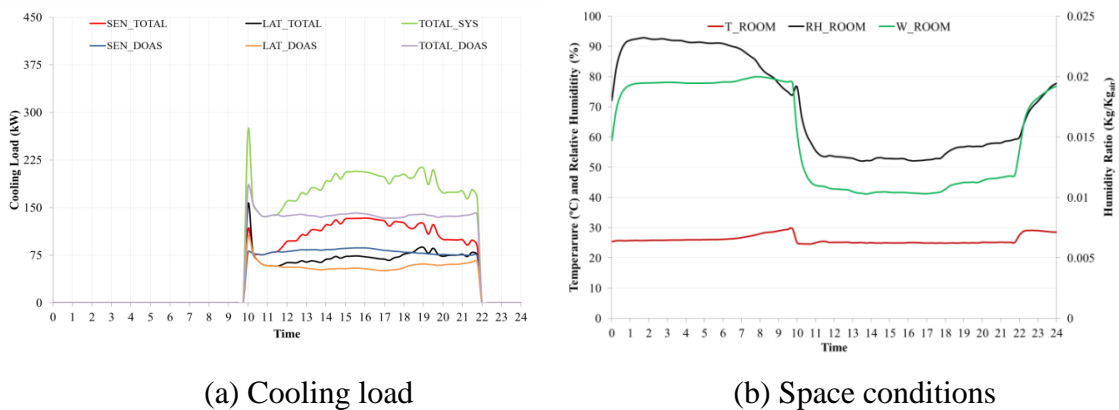 SEN_TOTAL LAT_TOTAL TOTAL_SYS
SEN_DOAS LAT_DOAS TOTAL_DOAS
Cooling Load (kW)
450
375
300
225
150
75
0
0 1 2 3 4 5 6 7 8 9 10 11 12 13 14 15 16 17 18 19 20 21 22 23 24
Time
(a) Cooling load
T_ROOM RH_ROOM W_ROOM
Temperarure (°C) and Relative Humiditity (%)
100
90
80
70
60
50
40
30
20
10
0
0 1 2 3 4 5 6 7 8 9 10 11 12 13 14 15 16 17 18 19 20 21 22 23 24
Time
0.025
0.02
0.015
0.01
0.005
0
Humidity Ratio (Kg/Kgair)
(b) Space conditions